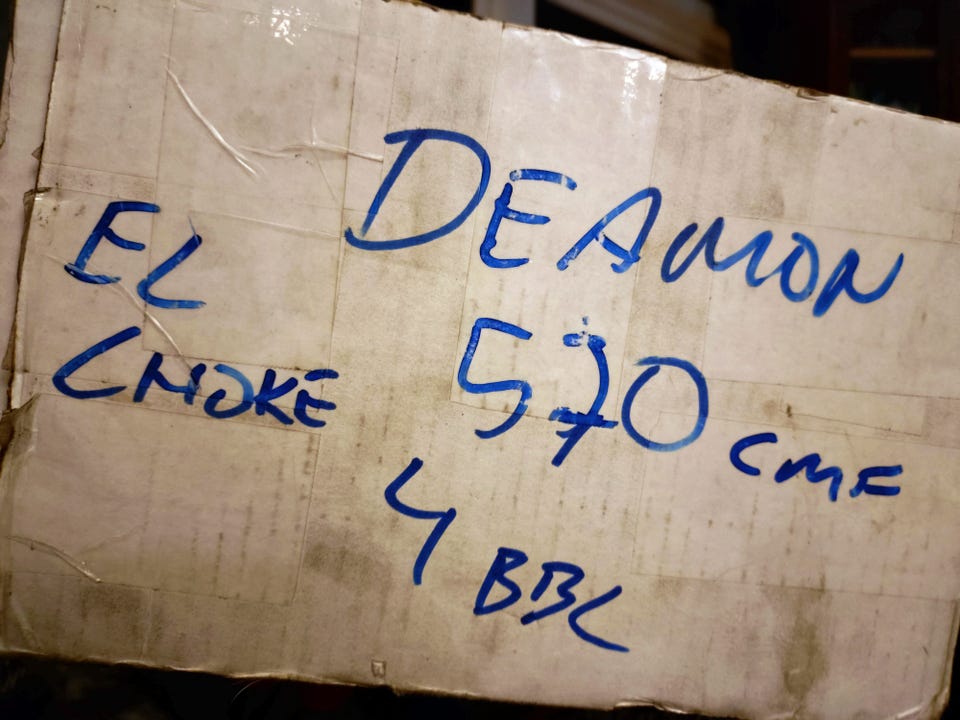 DEAMON
EL
CHOKE
570 CMF
4 BBL